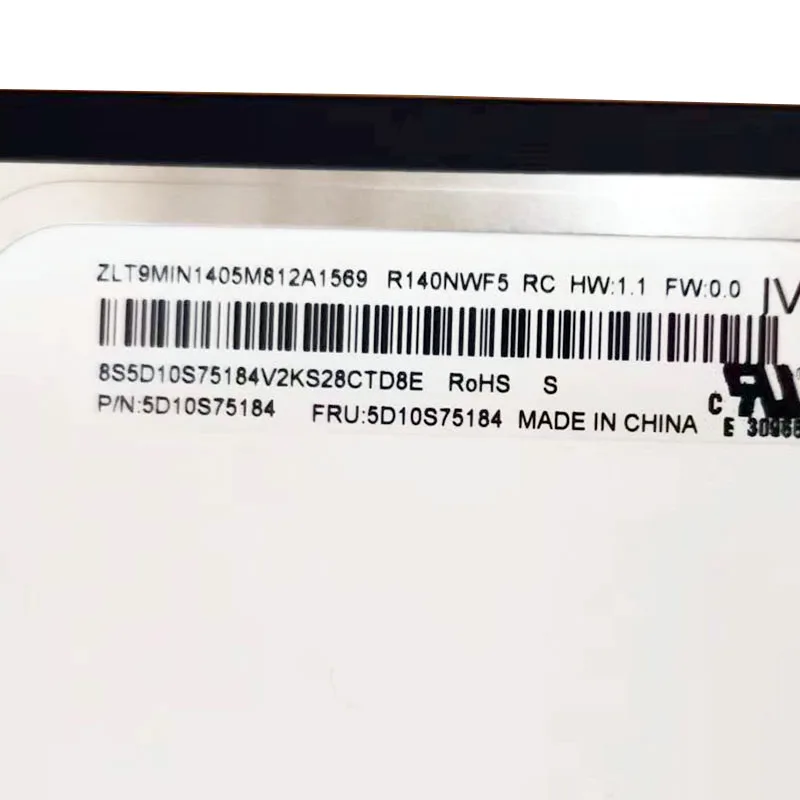 ZLT9MIN1405M812A1569 R140NWF5 RC HW:1.1 FW:0.0
8S5D10S75184V2KS28CTD8E RoHS S
P/N:5D10S75184 FRU:5D10S75184 MADE IN CHINA
C
E